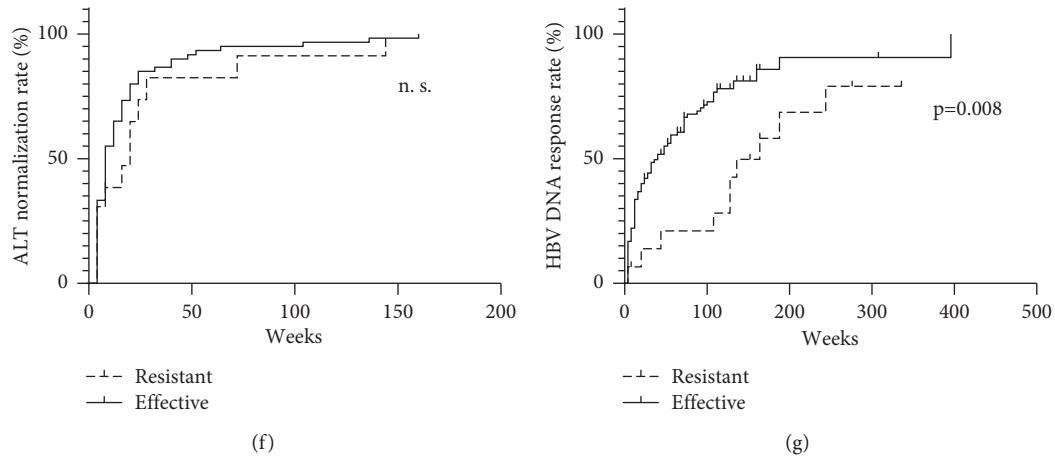 ALT normalization rate (%)
100
50
0
0 50 100 150 200
Weeks
n. s.
Resistant
Effective
(f)
HBV DNA response rate (%)
100
50
0
0 100 200 300 400 500
Weeks
p=0.008
Resistant
Effective
(g)